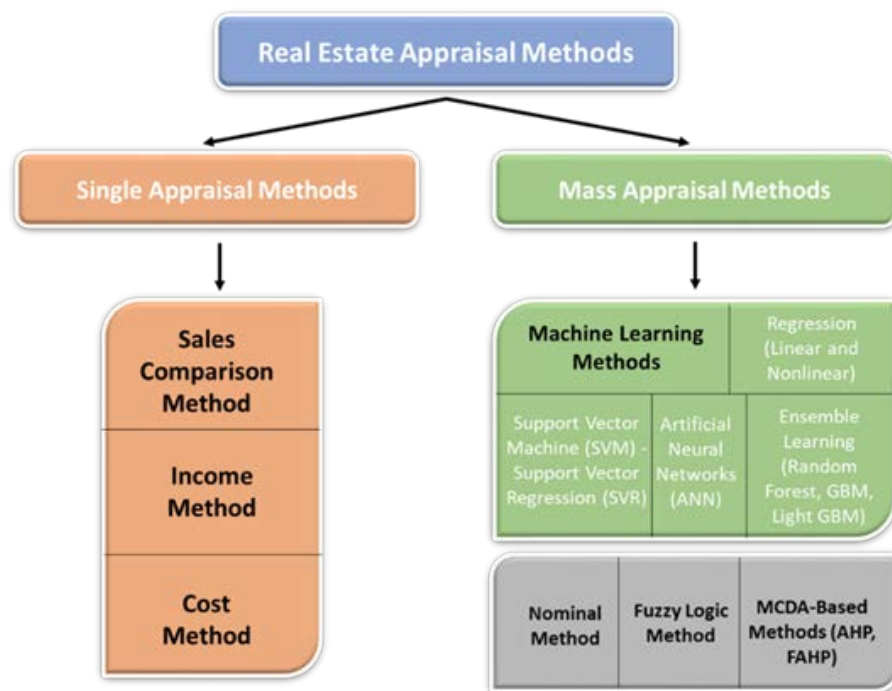 Real Estate Appraisal Methods
Single Appraisal Methods
Mass Appraisal Methods
Sales
Comparison
Method
Income
Method
Cost
Method
Machine Learning
Methods
Regression
(Linear and
Nonlinear)
Support Vector
Machine (SVM) -
Support Vector
Regression (SVR)
Artificial
Neural
Networks
(ANN)
Ensemble
Learning
(Random
Forest, GBM,
Light GBM)
Nominal
Method
Fuzzy Logic
Method
MCDA-Based
Methods (AHP,
FAHP)